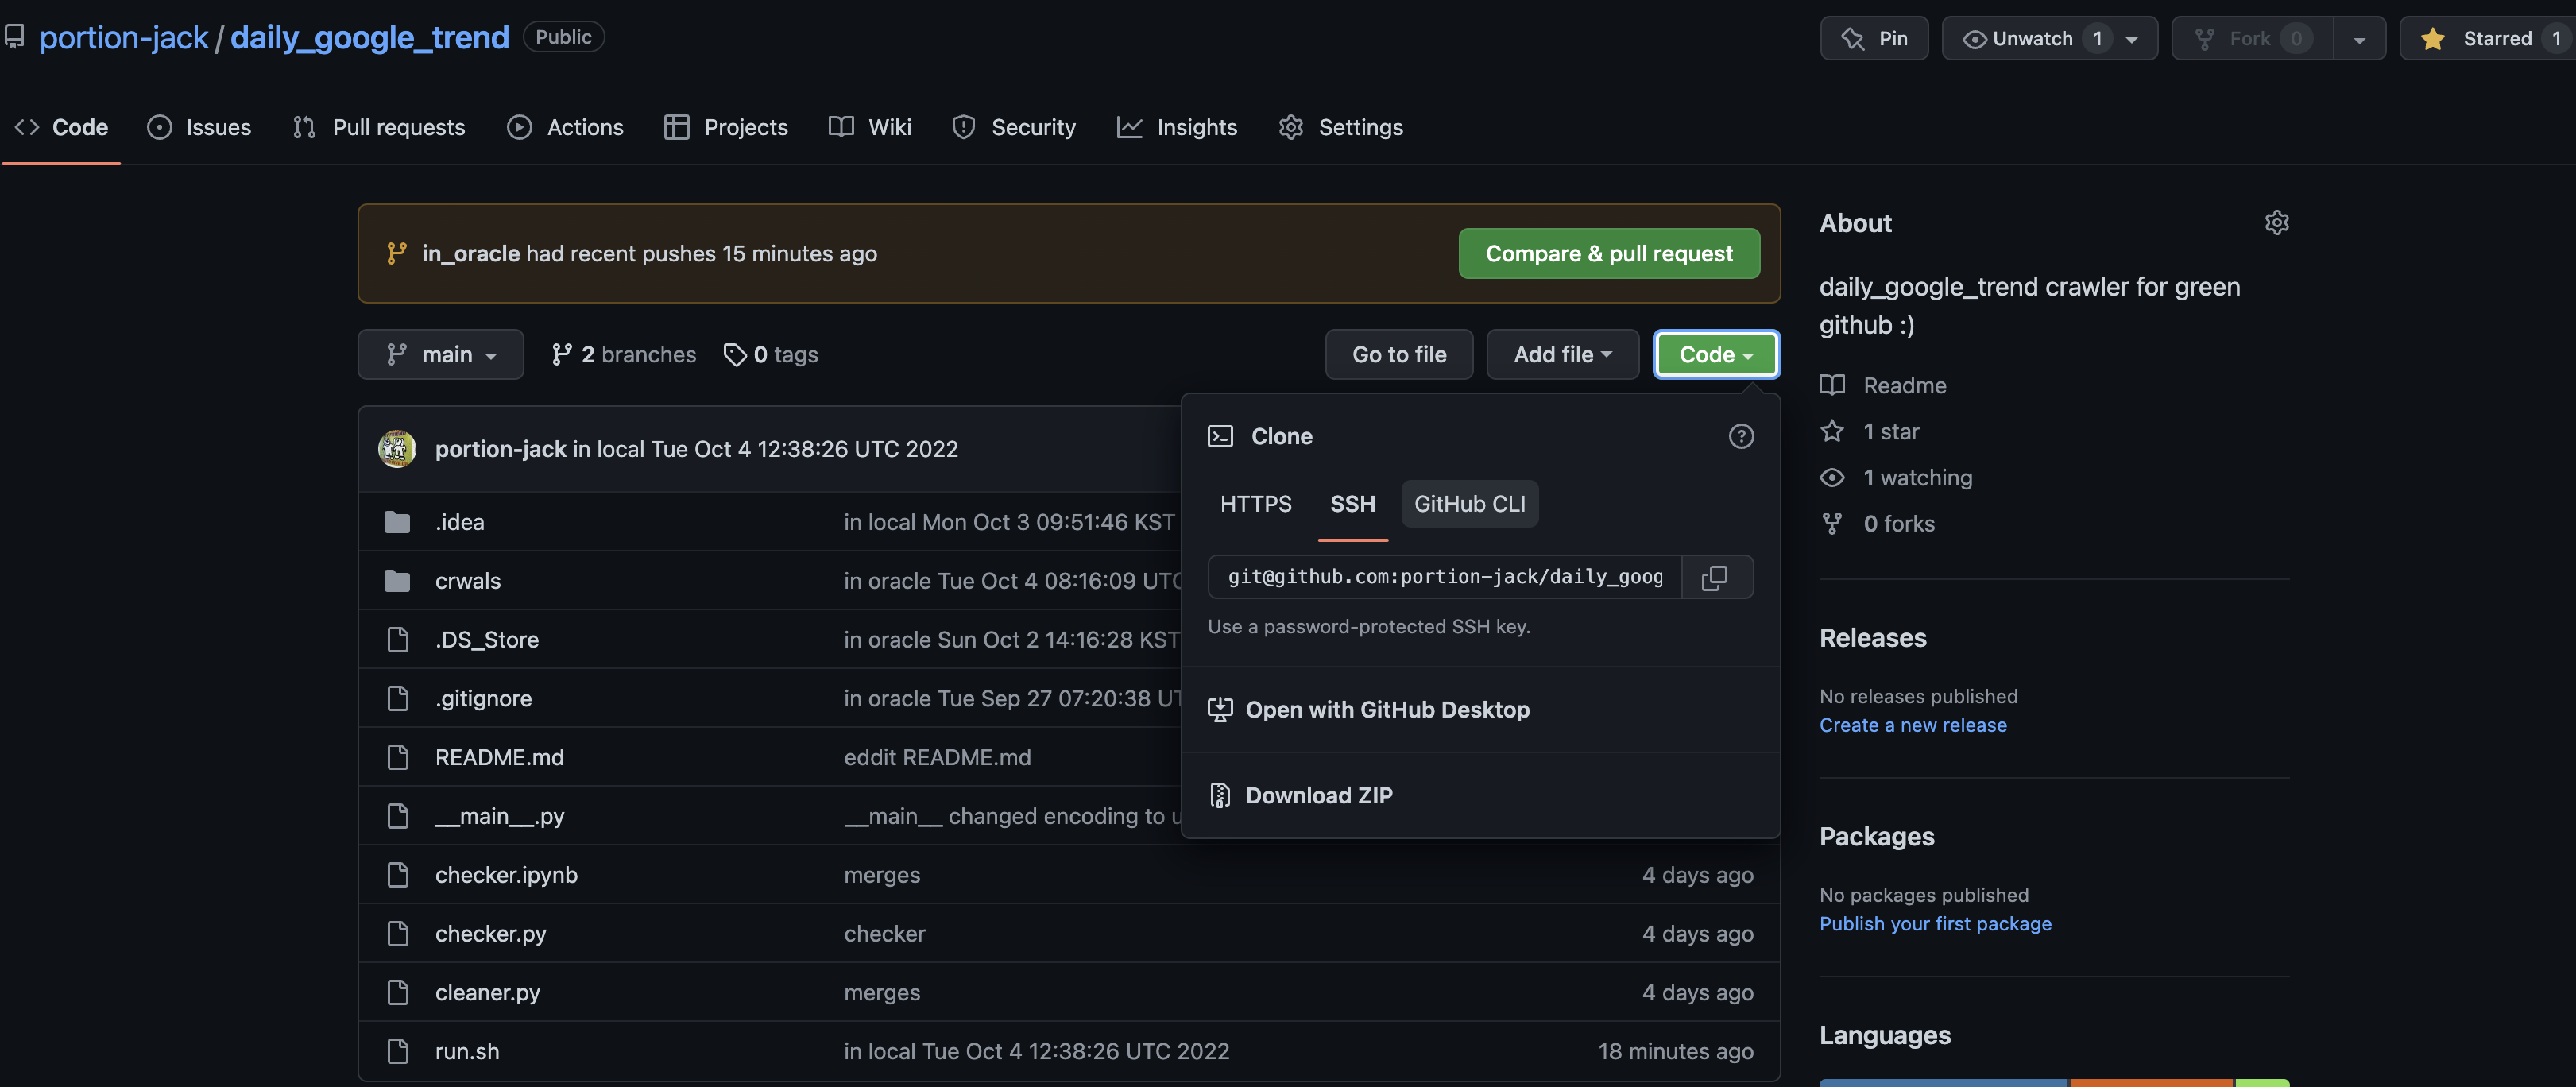 portion-jack / daily_google_trend Public
Pin
Unwatch 1
Fork 0
Starred 1
Code
Issues
Pull requests
Actions
Projects
Wiki
Security
Insights
Settings
in_oracle had recent pushes 15 minutes ago
Compare & pull request
main
2 branches
0 tags
Go to file
Add file
Code
portion-jack in local Tue Oct 4 12:38:26 UTC 2022
.idea
in local Mon Oct 3 09:51:46 KST
crwals
in oracle Tue Oct 4 08:16:09 UTC
.DS_Store
in oracle Sun Oct 2 14:16:28 KST
.gitignore
in oracle Tue Sep 27 07:20:38 UT
README.md
eddit README.md
__main__.py
__main__ changed encoding to u
checker.ipynb
merges
4 days ago
checker.py
checker
4 days ago
cleaner.py
merges
4 days ago
run.sh
in local Tue Oct 4 12:38:26 UTC 2022
18 minutes ago
Clone
HTTPS
SSH
GitHub CLI
git@github.com:portion-jack/daily_goog
Use a password-protected SSH key.
Open with GitHub Desktop
Download ZIP
About
daily_google_trend crawler for green
github :)
Readme
1 star
1 watching
0 forks
Releases
No releases published
Create a new release
Packages
No packages published
Publish your first package
Languages